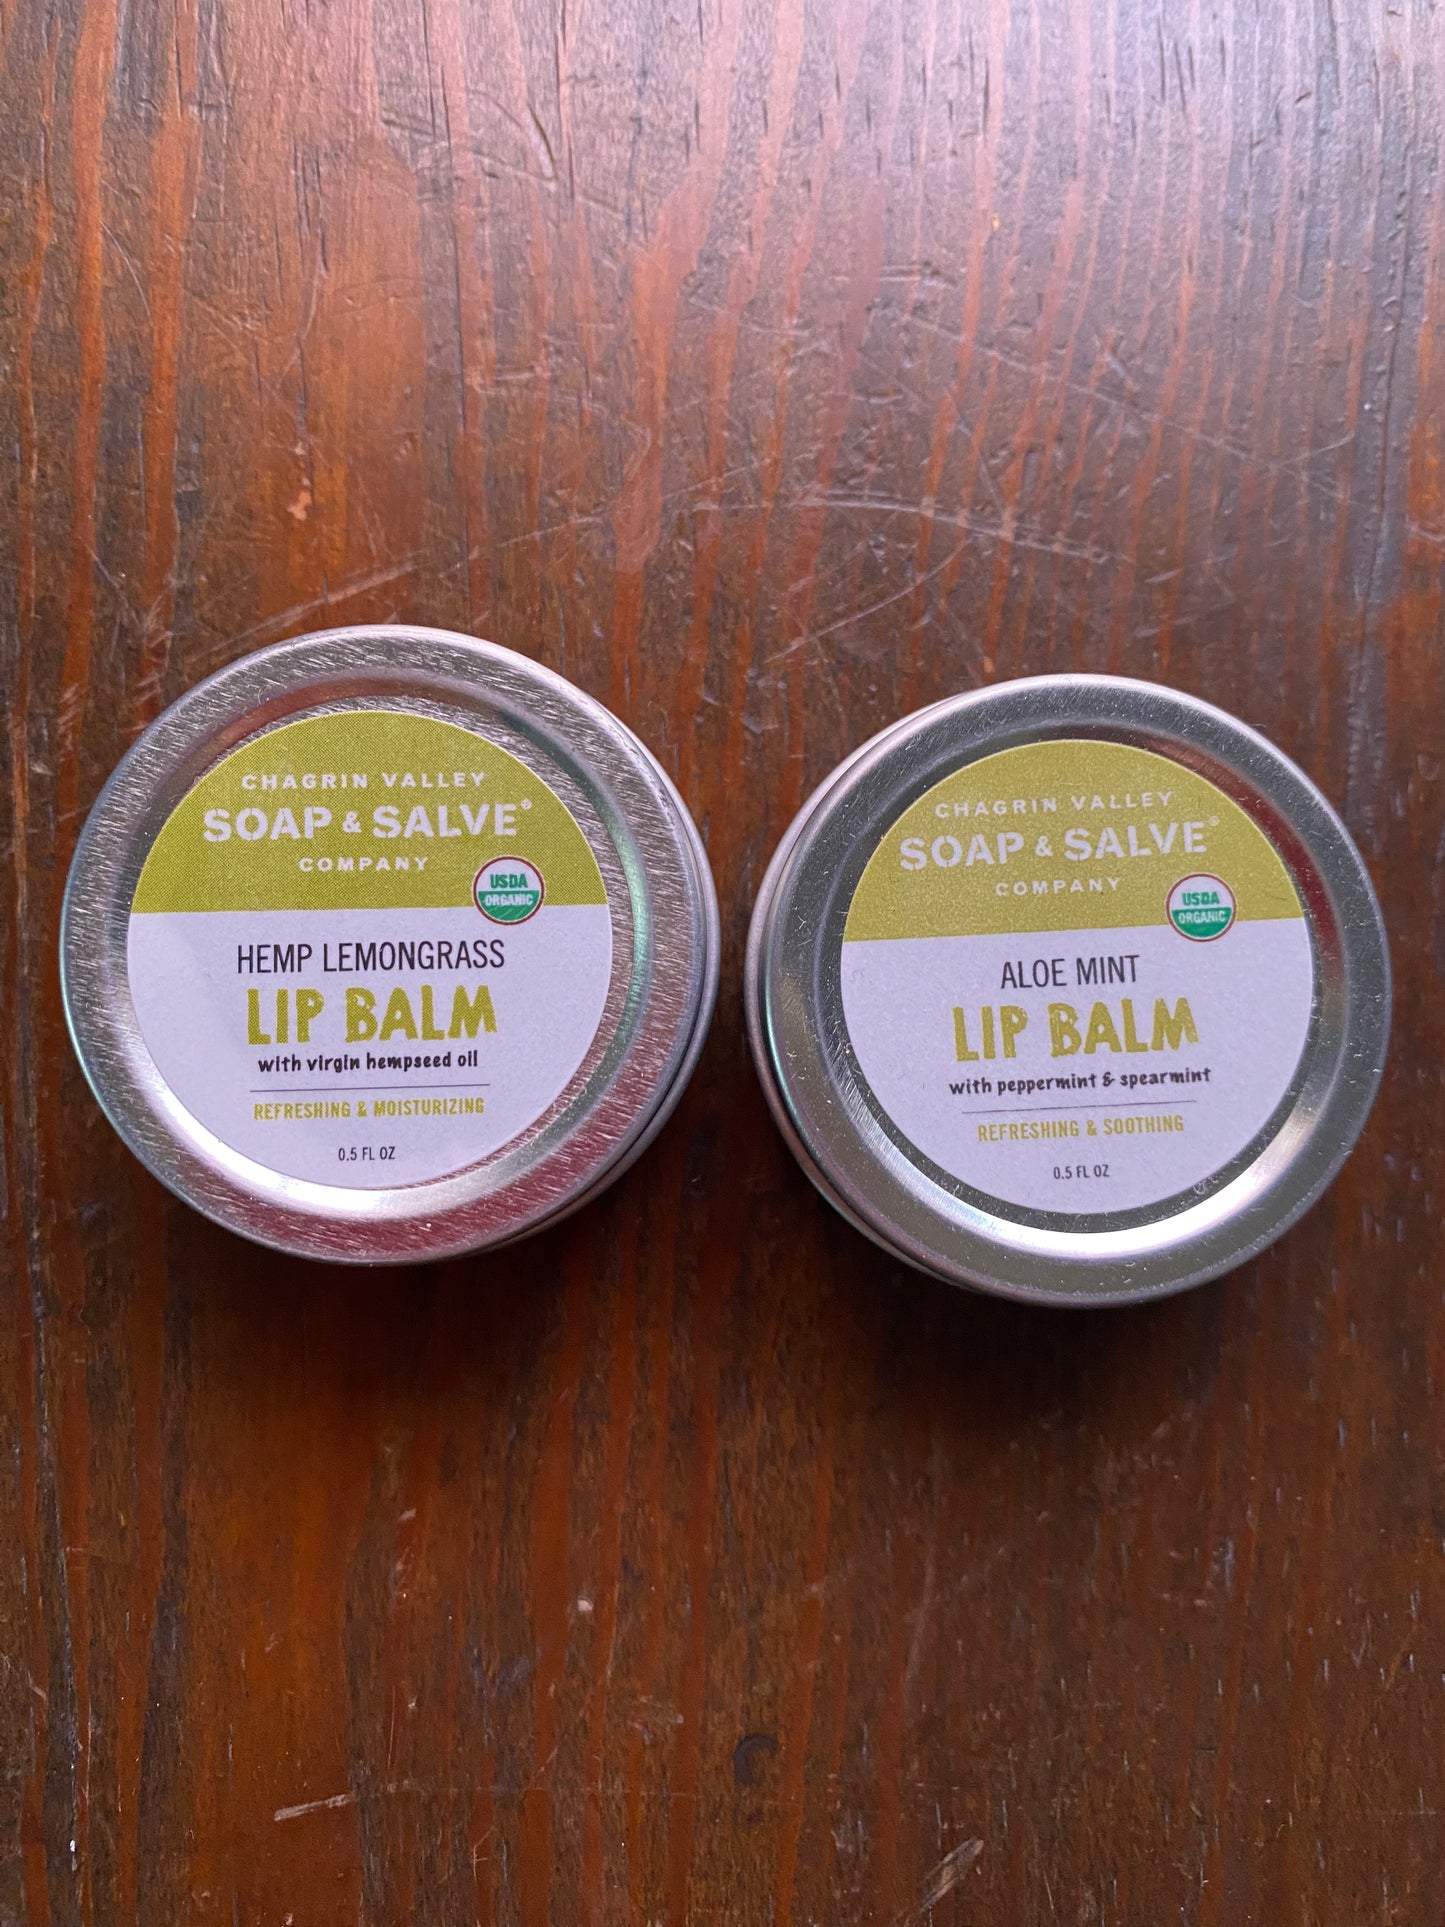 CHAGRIN VALLEY
SOAP & SALVE®
COMPANY
USDA
ORGANIC
HEMP LEMONGRASS
LIP BALM
with virgin hempseed oil
REFRESHING & MOISTURIZING
0.5 FL OZ
CHAGRIN VALLEY
SOAP & SALVE®
COMPANY
USDA
ORGANIC
ALOE MINT
LIP BALM
with peppermint & spearmint
REFRESHING & SOOTHING
0.5 FL OZ